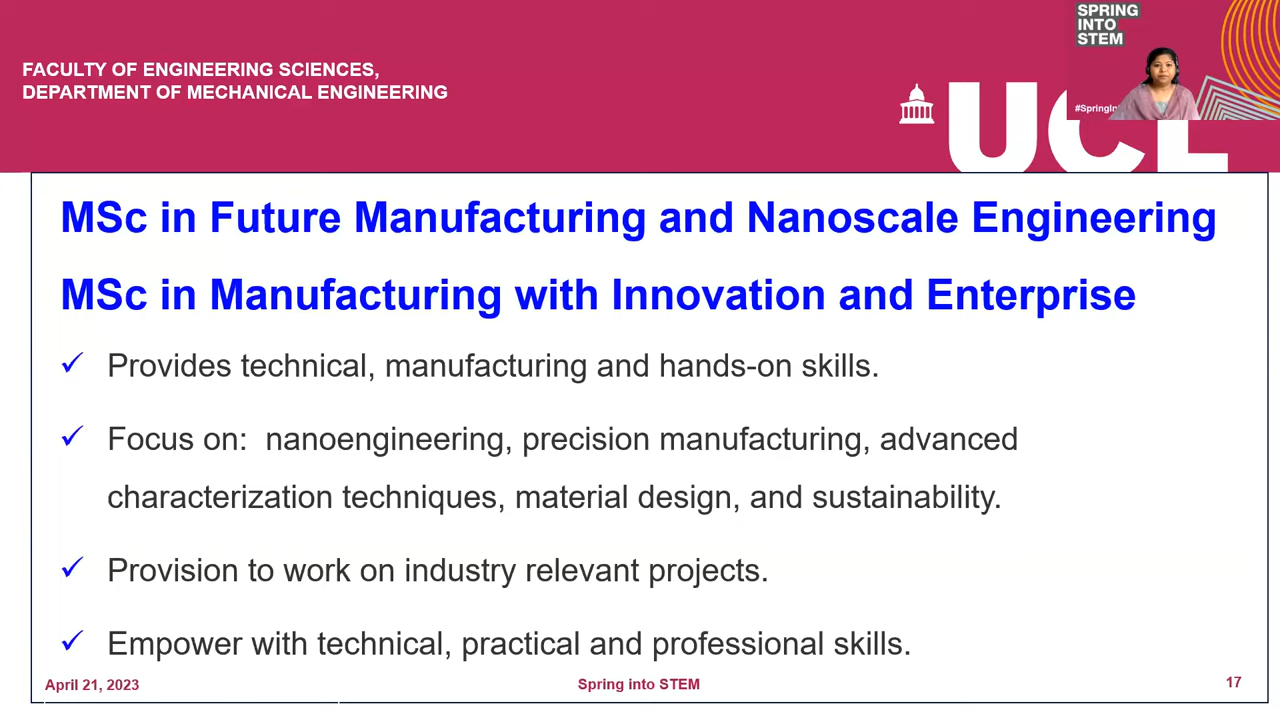 SPRING
INTO
STEM
FACULTY OF ENGINEERING SCIENCES,
DEPARTMENT OF MECHANICAL ENGINEERING
UCL
MSc in Future Manufacturing and Nanoscale Engineering
MSc in Manufacturing with Innovation and Enterprise
Provides technical, manufacturing and hands-on skills.
Focus on:  nanoengineering, precision manufacturing, advanced
characterization techniques, material design, and sustainability.
Provision to work on industry relevant projects.
Empower with technical, practical and professional skills.
April 21, 2023
Spring into STEM
17